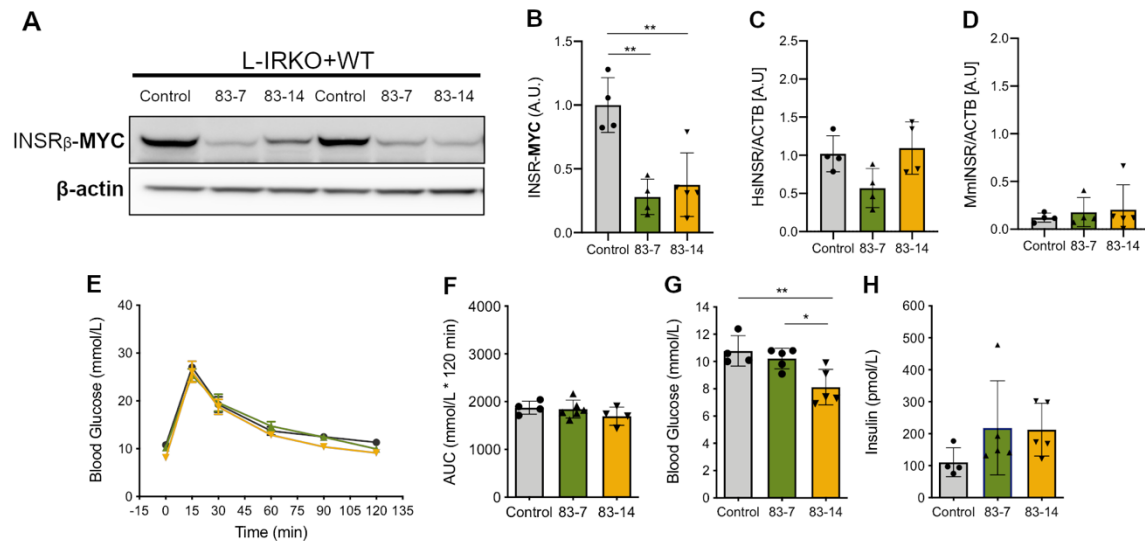 A
L-IRKO+WT
Control 83-7 83-14 Control 83-7 83-14
INSRβ-MYC
β-actin
B
INSR-MYC (A.U.)
1.5
1.0
0.5
0.0
**
**
Control 83-7 83-14
C
HsINSR/ACTB [A.U]
2.5
2.0
1.5
1.0
0.5
0.0
Control 83-7 83-14
D
MmINSR/ACTB [A.U]
2.0
1.5
1.0
0.5
0.0
Control 83-7 83-14
E
Blood Glucose (mmol/L)
40
30
20
10
0
-15 0 15 30 45 60 75 90 105 120 135
Time (min)
F
AUC (mmol/L * 120 min)
4000
3000
2000
1000
0
Control 83-7 83-14
G
Blood Glucose (mmol/L)
14
12
10
8
6
4
2
0
**
*
Control 83-7 83-14
H
Insulin (pmol/L)
600
500
400
300
200
100
0
Control 83-7 83-14